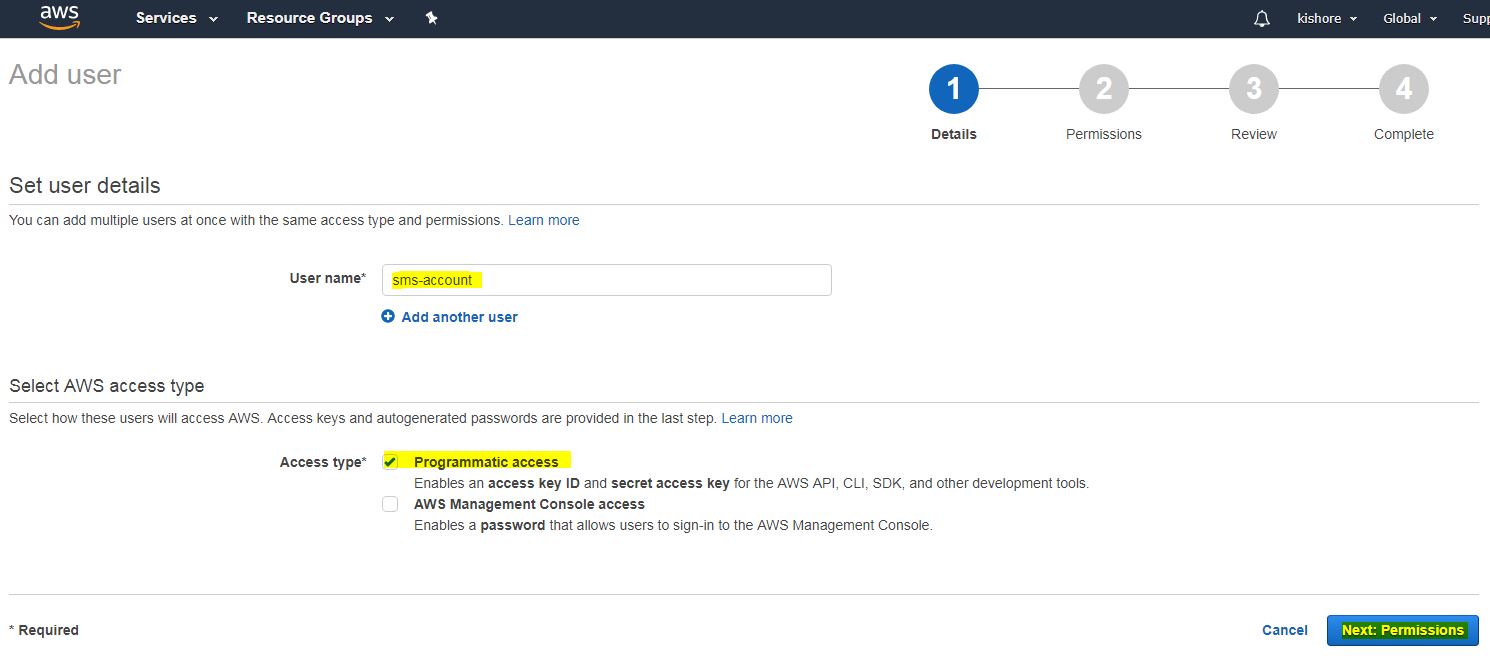 aws Services Resource Groups kishore Global Supp
Add user
1 2 3 4
Details Permissions Review Complete
Set user details
You can add multiple users at once with the same access type and permissions. Learn more
User name* sms-account
Add another user
Select AWS access type
Select how these users will access AWS. Access keys and autogenerated passwords are provided in the last step. Learn more
Access type* Programmatic access
Enables an access key ID and secret access key for the AWS API, CLI, SDK, and other development tools.
AWS Management Console access
Enables a password that allows users to sign-in to the AWS Management Console.
* Required Cancel Next: Permissions